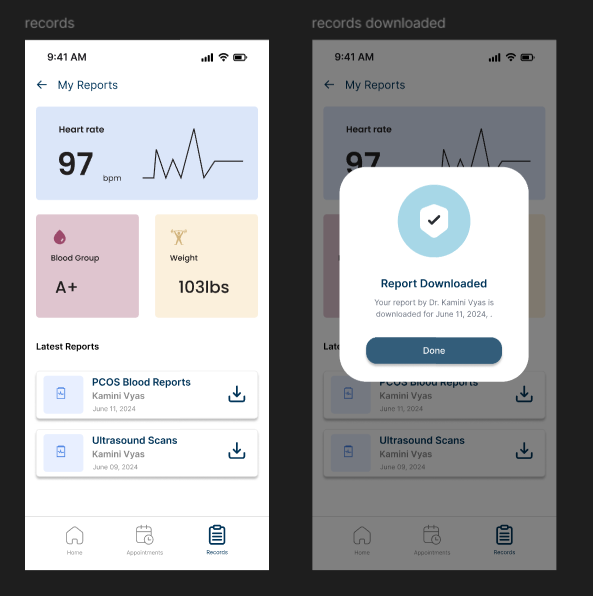 records
9:41 AM
My Reports
Heart rate
97
bpm
Blood Group
A+
Weight
103lbs
Latest Reports
PCOS Blood Reports
Kamini Vyas
June 11, 2024
Ultrasound Scans
Kamini Vyas
June 09, 2024
Home
Appointments
Records
records downloaded
9:41 AM
My Reports
Heart rate
97
Report Downloaded
Your report by Dr. Kamini Vyas is
downloaded for June 11, 2024, .
Done
PCOS Blood Reports
Kamini Vyas
June 11, 2024
Ultrasound Scans
Kamini Vyas
June 09, 2024
Home
Appointments
Records